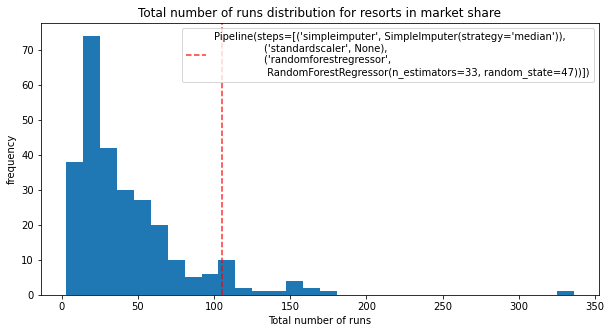 Total number of runs distribution for resorts in market share
Pipeline(steps=[('simpleimputer', SimpleImputer(strategy='median')),
('standardscaler', None),
('randomforestregressor',
RandomForestRegressor(n_estimators=33, random_state=47))])
frequency
70
60
50
40
30
20
10
0
0 50 100 150 200 250 300 350
Total number of runs